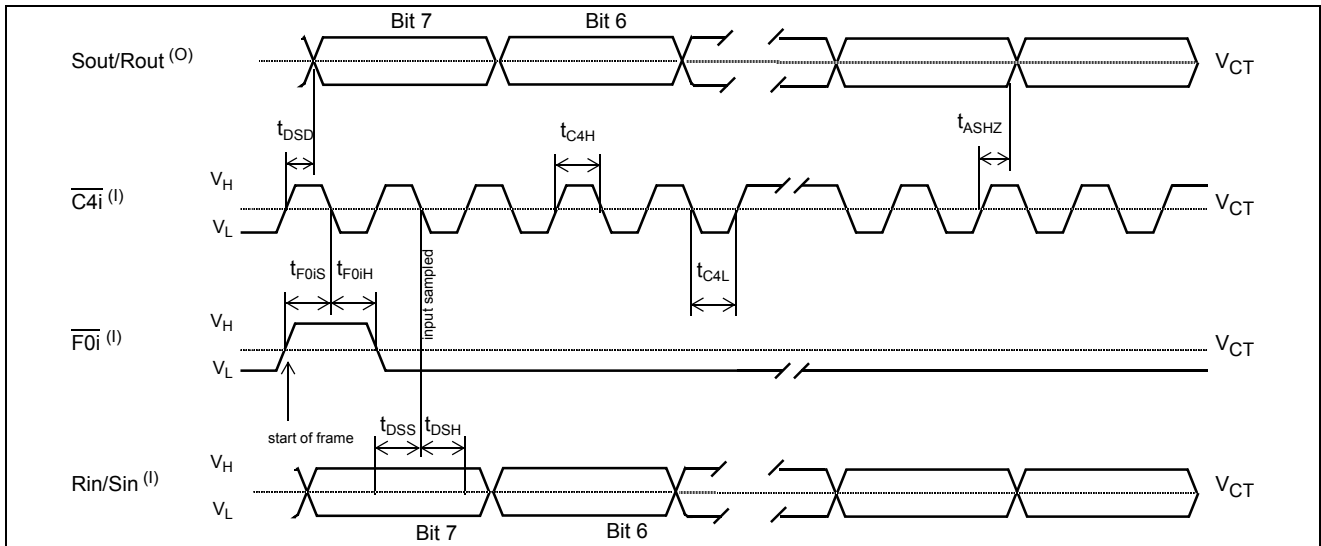 Bit 7 Bit 6
Sout/Rout (O) VCT
tDSD tC4H tASHZ
VH
C4i (I) VCT
VL
tF0iS tF0iH input sampled tC4L
VH
F0i (I) VCT
VL
start of frame tDSS tDSH
VH
Rin/Sin (I) VCT
VL
Bit 7 Bit 6